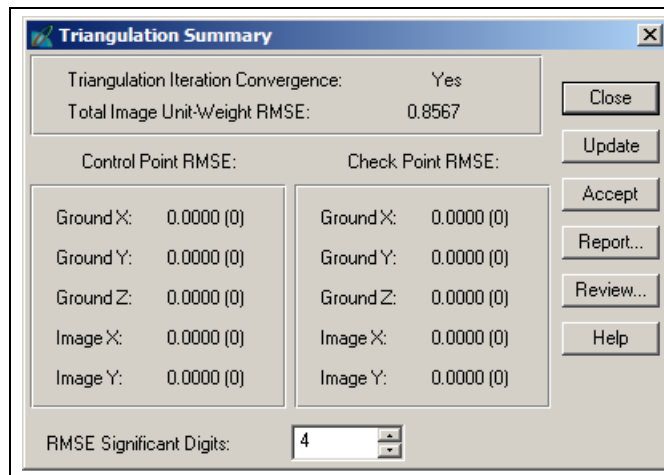 Triangulation Summary
Triangulation Iteration Convergence: Yes
Total Image Unit-Weight RMSE: 0.8567
Control Point RMSE:
Ground X: 0.0000 (0)
Ground Y: 0.0000 (0)
Ground Z: 0.0000 (0)
Image X: 0.0000 (0)
Image Y: 0.0000 (0)
Check Point RMSE:
Ground X: 0.0000 (0)
Ground Y: 0.0000 (0)
Ground Z: 0.0000 (0)
Image X: 0.0000 (0)
Image Y: 0.0000 (0)
RMSE Significant Digits: 4
Close
Update
Accept
Report...
Review...
Help